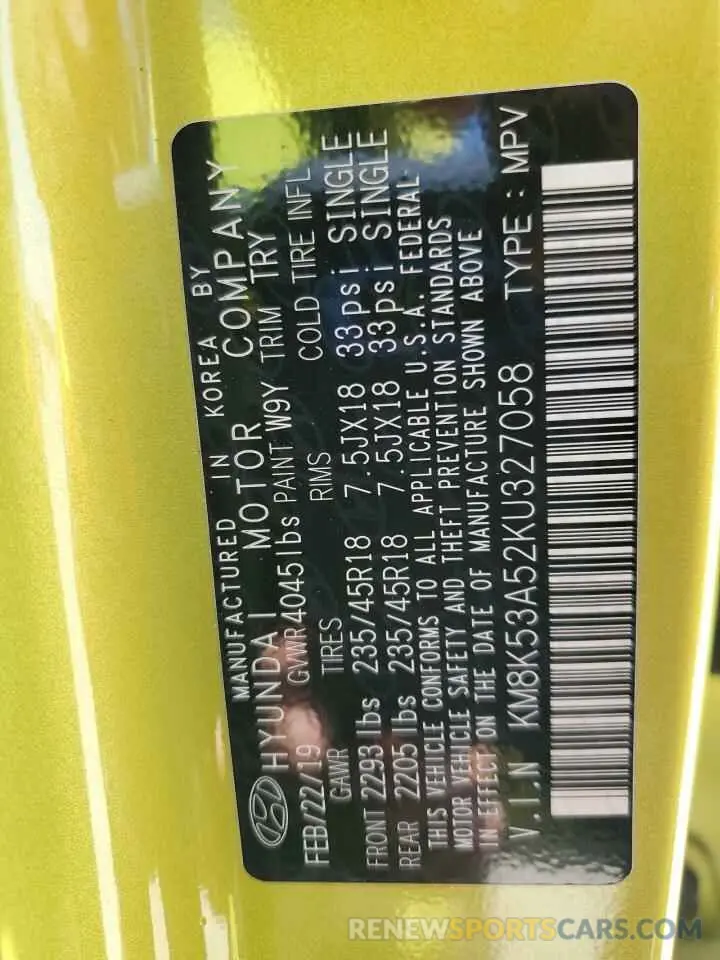 MANUFACTURED IN KOREA BY
HYUNDAI MOTOR COMPANY
FEB/22/19 GVWR 4045lbs PAINT W9Y TRIM TRY
GAWR TIRES RIMS COLD TIRE INFL
FRONT 2293 lbs 235/45R18 7.5JX18 33psi SINGLE
REAR 2205 lbs 235/45R18 7.5JX18 33psi SINGLE
THIS VEHICLE CONFORMS TO ALL APPLICABLE U.S.A. FEDERAL
MOTOR VEHICLE SAFETY AND THEFT PREVENTION STANDARDS
IN EFFECT ON THE DATE OF MANUFACTURE SHOWN ABOVE
V.I.N KM8K53A52KU327058 TYPE : MPV
RENEWSPORTSCARS.COM